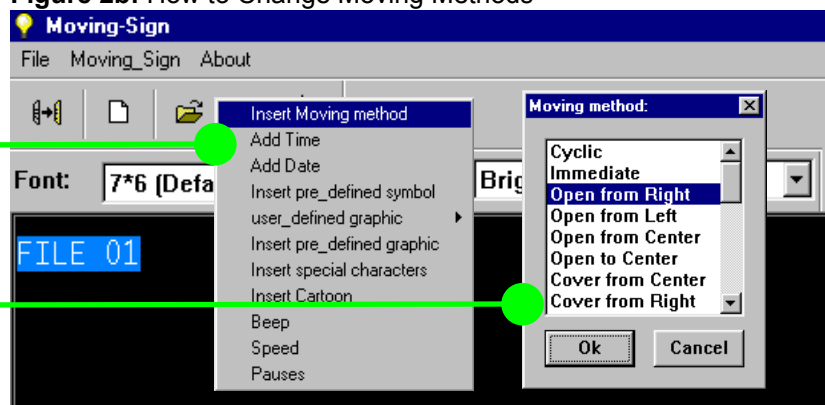 Figure 2b. How to Change Moving Methods
Moving-Sign
File Moving_Sign About
Insert Moving method
Add Time
Add Date
Insert pre_defined symbol
user_defined graphic
Insert pre_defined graphic
Insert special characters
Insert Cartoon
Beep
Speed
Pauses
Font: 7*6 (Defa
Brig
FILE 01
Moving method:
Cyclic
Immediate
Open from Right
Open from Left
Open from Center
Open to Center
Cover from Center
Cover from Right
Ok Cancel